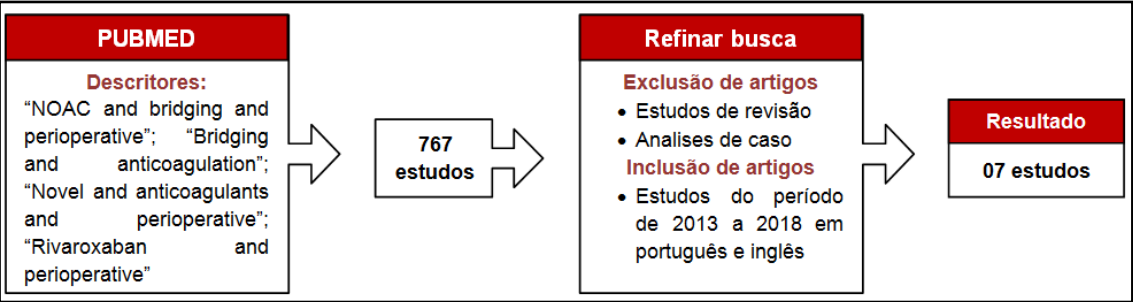 PUBMED
Descritores:
“NOAC and bridging and
perioperative”; “Bridging
and anticoagulation”;
“Novel and anticoagulants
and perioperative”;
“Rivaroxaban and
perioperative”
767
estudos
Refinar busca
Exclusão de artigos
• Estudos de revisão
• Analises de caso
Inclusão de artigos
• Estudos do período
de 2013 a 2018 em
português e inglês
Resultado
07 estudos